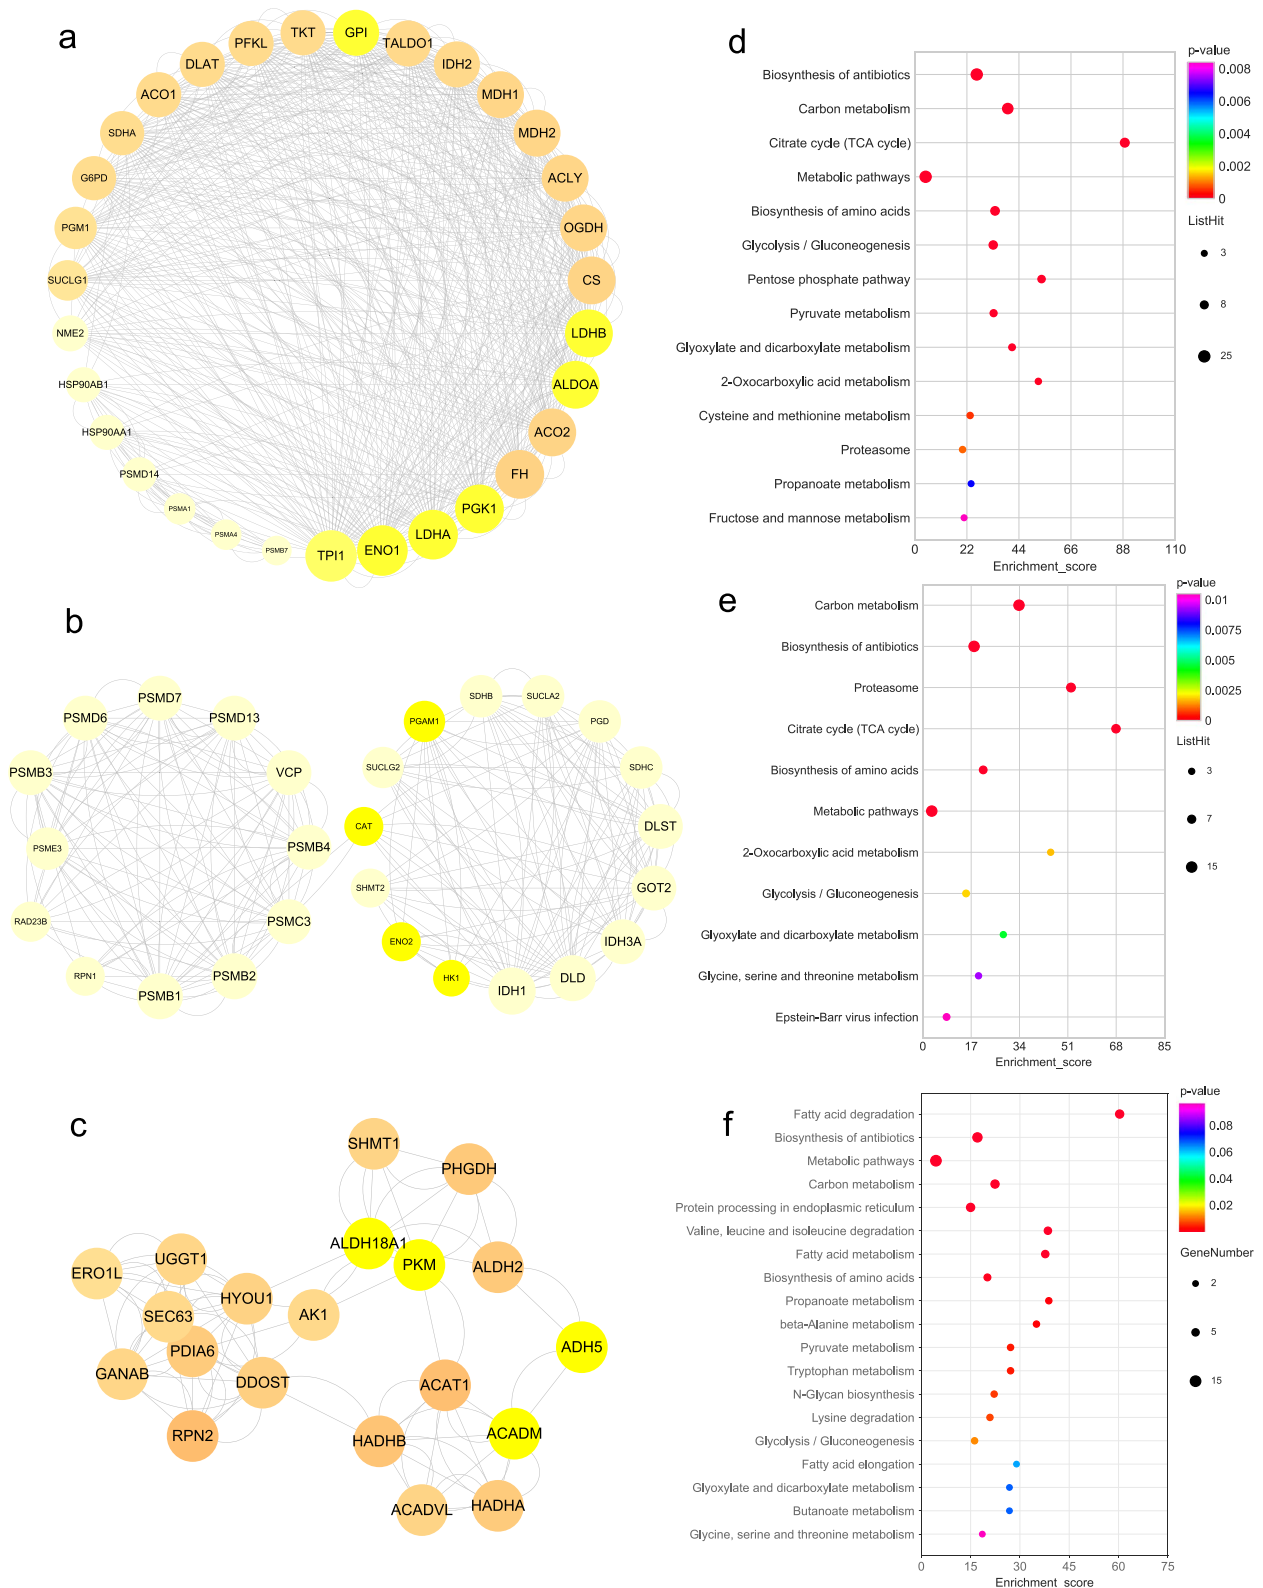 a
TKT
GPI
TALDO1
PFKL
IDH2
DLAT
MDH1
ACO1
MDH2
SDHA
ACLY
G6PD
OGDH
PGM1
CS
SUCLG1
LDHB
NME2
ALDOA
HSP90AB1
ACO2
HSP90AA1
FH
PSMD14
PGK1
PSMA1
LDHA
PSMA4
ENO1
PSMB7
TPI1
b
PSMD7
PSMD6
PSMD13
PSMB3
VCP
PSME3
PSMB4
RAD23B
PSMC3
RPN1
PSMB2
PSMB1
SDHB
SUCLA2
PGAM1
PGD
SUCLG2
SDHC
CAT
DLST
SHMT2
GOT2
ENO2
IDH3A
HK1
DLD
IDH1
c
SHMT1
PHGDH
ALDH18A1
PKM
ALDH2
UGGT1
ERO1L
HYOU1
SEC63
AK1
PDIA6
ADH5
GANAB
DDOST
ACAT1
RPN2
HADHB
ACADM
ACADVL
HADHA
d
Biosynthesis of antibiotics
Carbon metabolism
Citrate cycle (TCA cycle)
Metabolic pathways
Biosynthesis of amino acids
Glycolysis / Gluconeogenesis
Pentose phosphate pathway
Pyruvate metabolism
Glyoxylate and dicarboxylate metabolism
2-Oxocarboxylic acid metabolism
Cysteine and methionine metabolism
Proteasome
Propanoate metabolism
Fructose and mannose metabolism
0 22 44 66 88 110
Enrichment_score
p-value
0.008
0.006
0.004
0.002
0
ListHit
3
8
25
e
Carbon metabolism
Biosynthesis of antibiotics
Proteasome
Citrate cycle (TCA cycle)
Biosynthesis of amino acids
Metabolic pathways
2-Oxocarboxylic acid metabolism
Glycolysis / Gluconeogenesis
Glyoxylate and dicarboxylate metabolism
Glycine, serine and threonine metabolism
Epstein-Barr virus infection
0 17 34 51 68 85
Enrichment_score
p-value
0.01
0.0075
0.005
0.0025
0
ListHit
3
7
15
f
Fatty acid degradation
Biosynthesis of antibiotics
Metabolic pathways
Carbon metabolism
Protein processing in endoplasmic reticulum
Valine, leucine and isoleucine degradation
Fatty acid metabolism
Biosynthesis of amino acids
Propanoate metabolism
beta-Alanine metabolism
Pyruvate metabolism
Tryptophan metabolism
N-Glycan biosynthesis
Lysine degradation
Glycolysis / Gluconeogenesis
Fatty acid elongation
Glyoxylate and dicarboxylate metabolism
Butanoate metabolism
Glycine, serine and threonine metabolism
0 15 30 45 60 75
Enrichment_score
p-value
0.08
0.06
0.04
0.02
GeneNumber
2
5
15